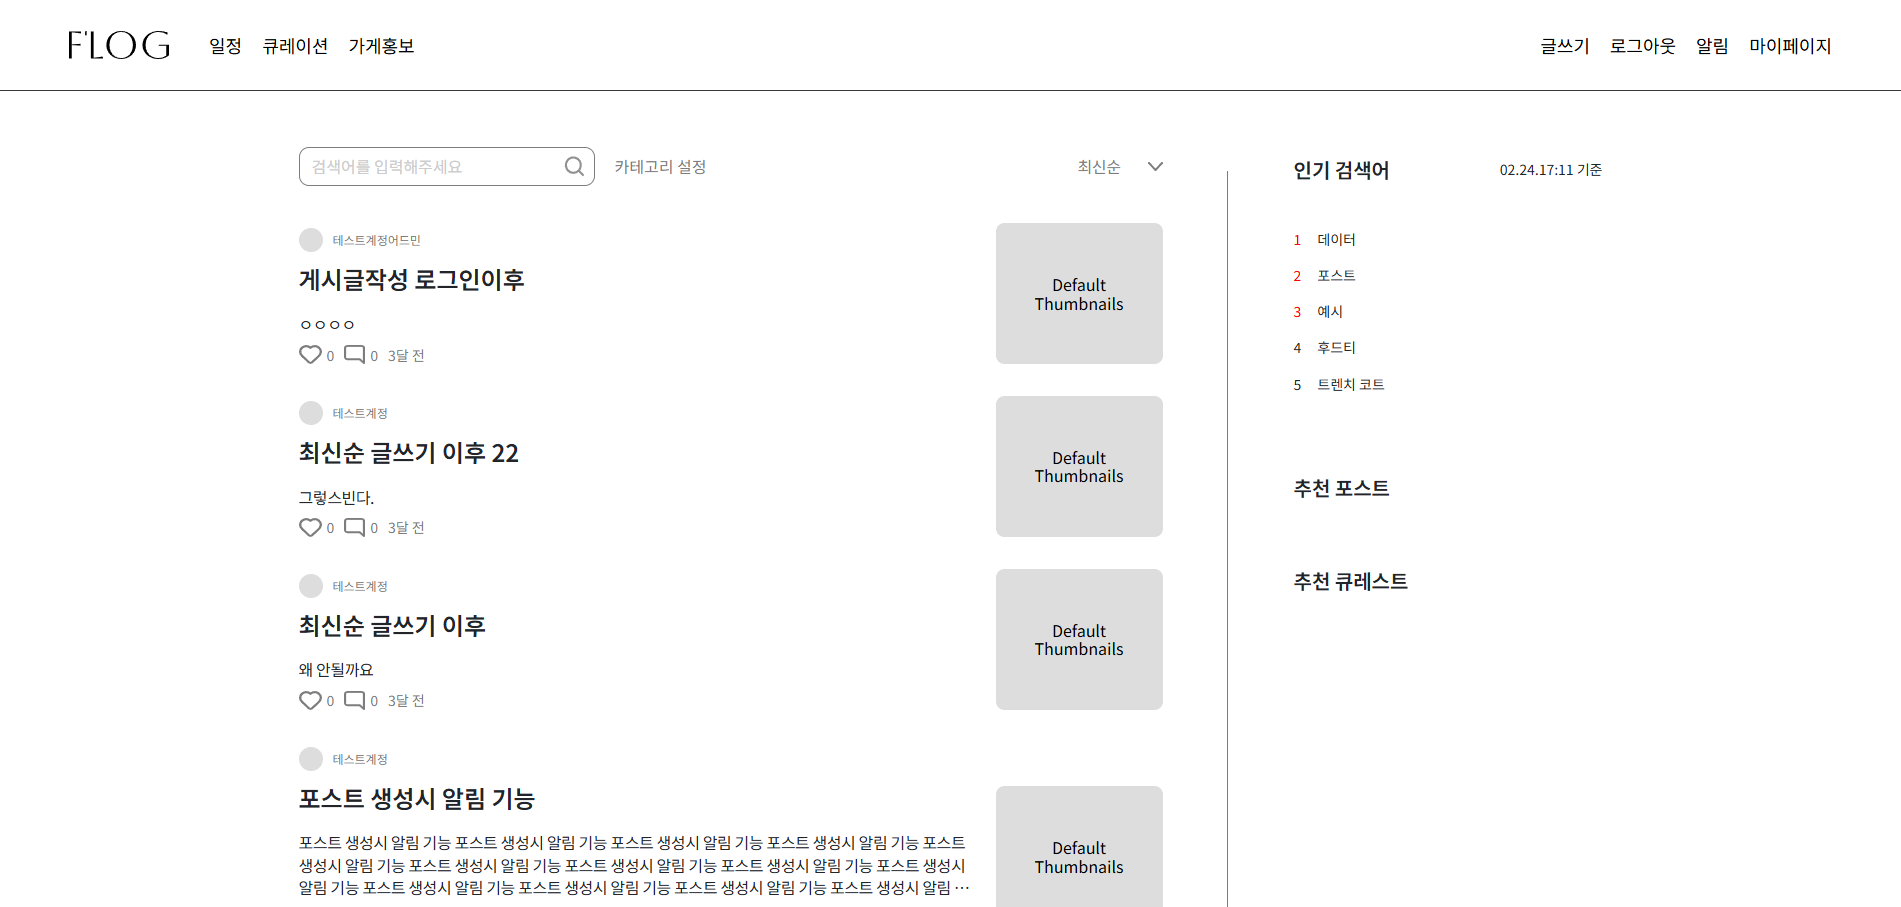 F'LOG
일정 큐레이션 가게홍보
글쓰기 로그아웃 알림 마이페이지
검색어를 입력해주세요
카테고리 설정
최신순
테스트계정어드민
게시글작성 로그인이후
ㅇㅇㅇㅇ
0 0 3달 전
Default
Thumbnails
테스트계정
최신순 글쓰기 이후 22
그렇스빈다.
0 0 3달 전
Default
Thumbnails
테스트계정
최신순 글쓰기 이후
왜 안될까요
0 0 3달 전
Default
Thumbnails
테스트계정
포스트 생성시 알림 기능
포스트 생성시 알림 기능 포스트 생성시 알림 기능 포스트 생성시 알림 기능 포스트 생성시 알림 기능 포스트
생성시 알림 기능 포스트 생성시 알림 기능 포스트 생성시 알림 기능 포스트 생성시 알림 기능 포스트 생성시
알림 기능 포스트 생성시 알림 기능 포스트 생성시 알림 기능 포스트 생성시 알림 기능 포스트 생성시 알림 …
Default
Thumbnails
인기 검색어
02.24.17:11 기준
1 데이터
2 포스트
3 예시
4 후드티
5 트렌치 코트
추천 포스트
추천 큐레스트